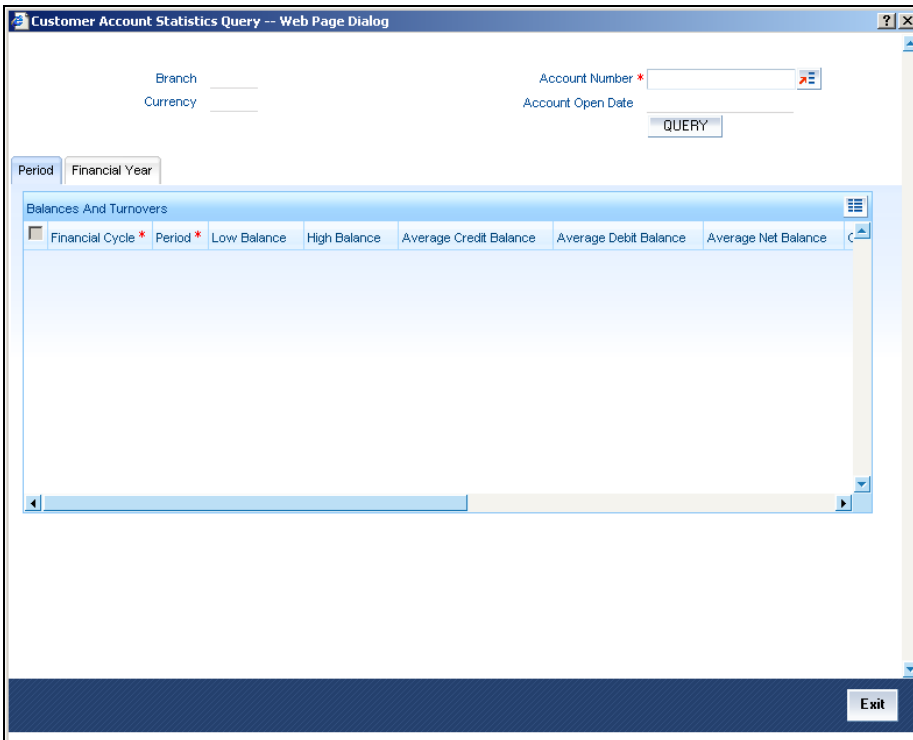 Customer Account Statistics Query -- Web Page Dialog
Branch
Account Number *
Currency
Account Open Date
QUERY
Period Financial Year
Balances And Turnovers
Financial Cycle * Period * Low Balance High Balance Average Credit Balance Average Debit Balance Average Net Balance
Exit